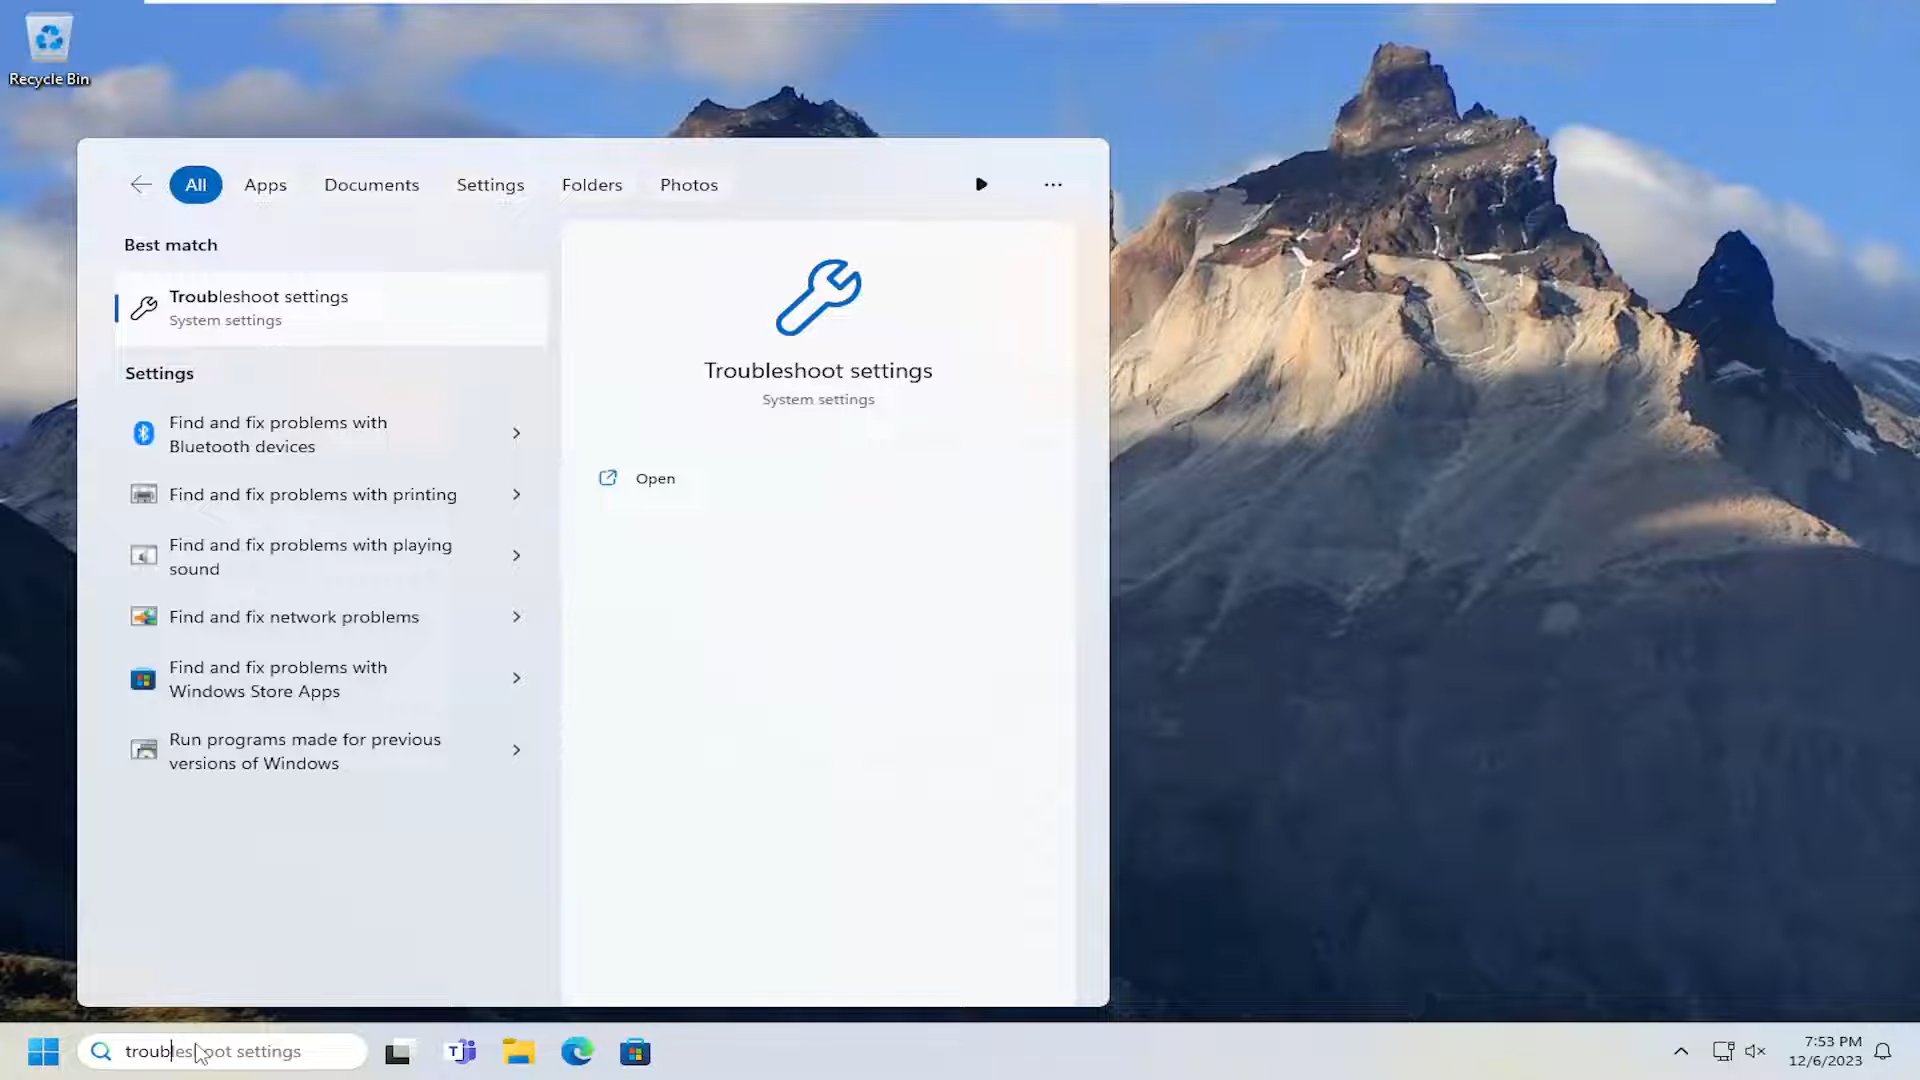 Recycle Bin
All
Apps
Documents
Settings
Folders
Photos
Best match
Troubleshoot settings
System settings
Settings
Find and fix problems with
Bluetooth devices
Find and fix problems with printing
Find and fix problems with playing
sound
Find and fix network problems
Find and fix problems with
Windows Store Apps
Run programs made for previous
versions of Windows
Troubleshoot settings
System settings
Open
troubleshoot settings
7:53 PM
12/6/2023